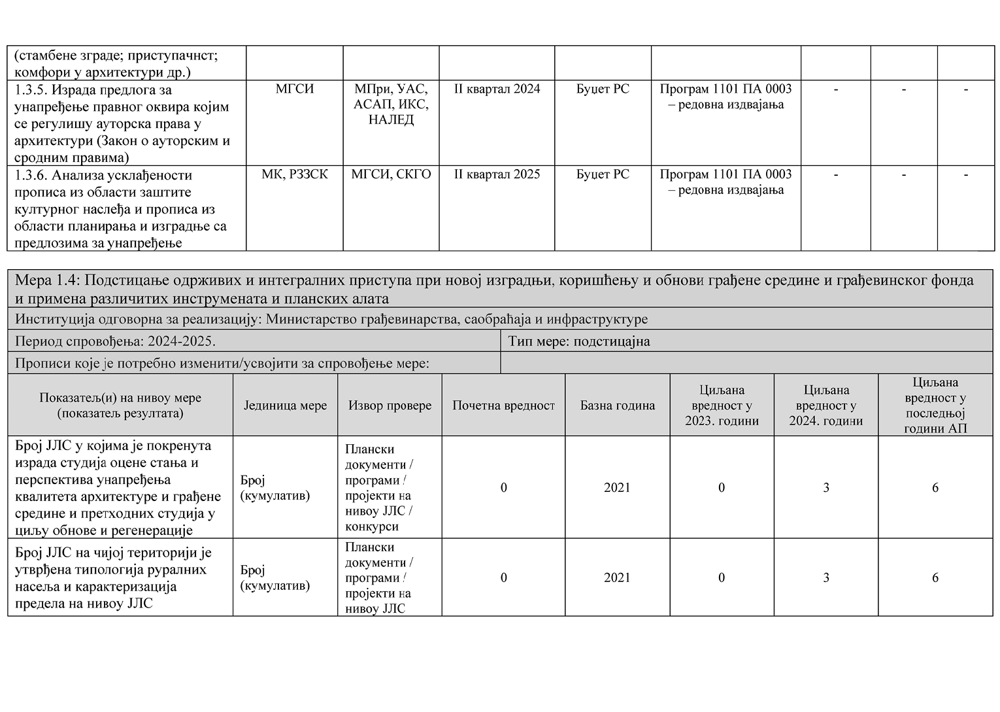 (стамбене зграде; приступачнст;
комфори у архитектури др.)
1.3.5. Израда предлога за
унапређење правног оквира којим
се регулишу ауторска права у
архитектури (Закон о ауторским и
сродним правима)
МГСИ
МПри, УАС,
АСАП, ИКС,
НАЛЕД
II квартал 2024
Буџет РС
Програм 1101 ПА 0003
– редовна издвајања
-
-
-
1.3.6. Анализа усклађености
прописа из области заштите
културног наслеђа и прописа из
области планирања и изградње са
предлозима за унапређење
МК, РЗЗСК
МГСИ, СКГО
II квартал 2025
Буџет РС
Програм 1101 ПА 0003
– редовна издвајања
-
-
-
Мера 1.4: Подстицање одрживих и интегралних приступа при новој изградњи, коришћењу и обнови грађене средине и грађевинског фонда
и примена различитих инструмената и планских алата
Институција одговорна за реализацију: Министарство грађевинарства, саобраћаја и инфраструктуре
Период спровођења: 2024-2025.
Тип мере: подстицајна
Прописи које је потребно изменити/усвојити за спровођење мере:
Показатељ(и) на нивоу мере
(показатељ резултата)
Јединица мере
Извор провере
Почетна вредност
Базна година
Циљана
вредност у
2023. години
Циљана
вредност у
2024. години
Циљана
вредност у
последњој
години АП
Број ЈЛС у којима је покренута
израда студија оцене стања и
перспектива унапређења
квалитета архитектуре и грађене
средине и претходних студија у
циљу обнове и регенерације
Број
(кумулатив)
Плански
документи /
програми /
пројекти на
нивоу ЈЛС /
конкурси
0
2021
0
3
6
Број ЈЛС на чијој територији је
утврђена типологија руралних
насеља и карактеризација
предела на нивоу ЈЛС
Број
(кумулатив)
Плански
документи /
програми /
пројекти на
нивоу ЈЛС
0
2021
0
3
6